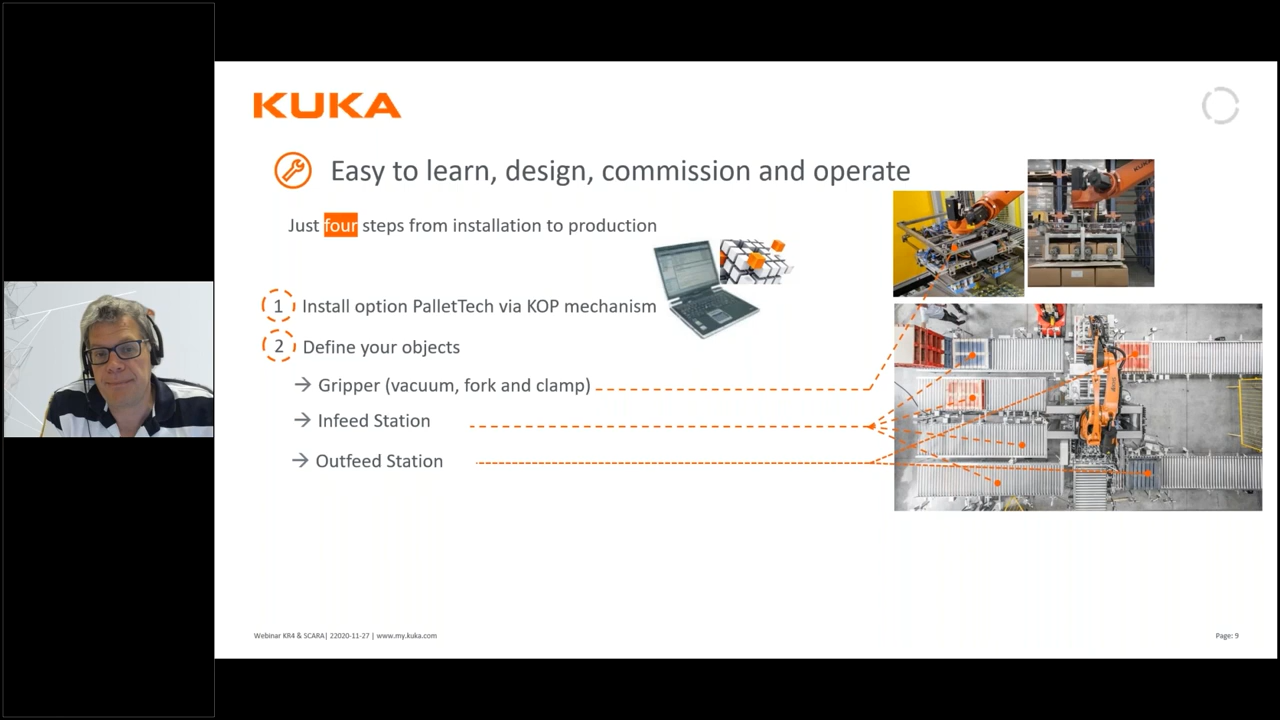 KUKA
Easy to learn, design, commission and operate
Just four steps from installation to production
1 Install option PalletTech via KOP mechanism
2 Define your objects
→ Gripper (vacuum, fork and clamp)
→ Infeed Station
→ Outfeed Station
Webinar KR4 & SCARA| 22020-11-27 | www.my.kuka.com
Page: 9
KUKA